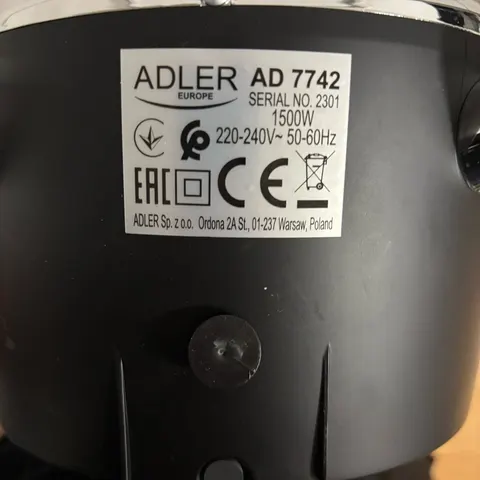 ADLER AD 7742
EUROPE
SERIAL NO. 2301
1500W
220-240V~ 50-60Hz
EAC CE
ADLER Sp. z o.o. Ordona 2A St., 01-237 Warsaw, Poland